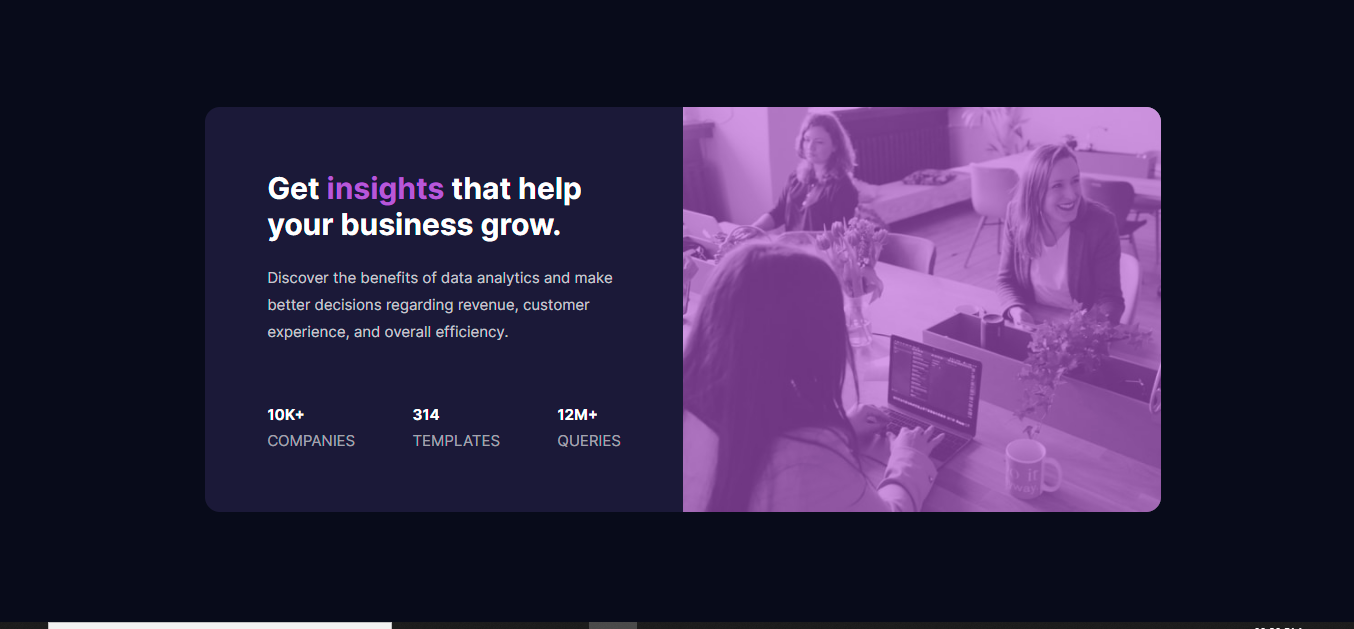 Get insights that help
your business grow.
Discover the benefits of data analytics and make
better decisions regarding revenue, customer
experience, and overall efficiency.
10K+ 314 12M+
COMPANIES TEMPLATES QUERIES